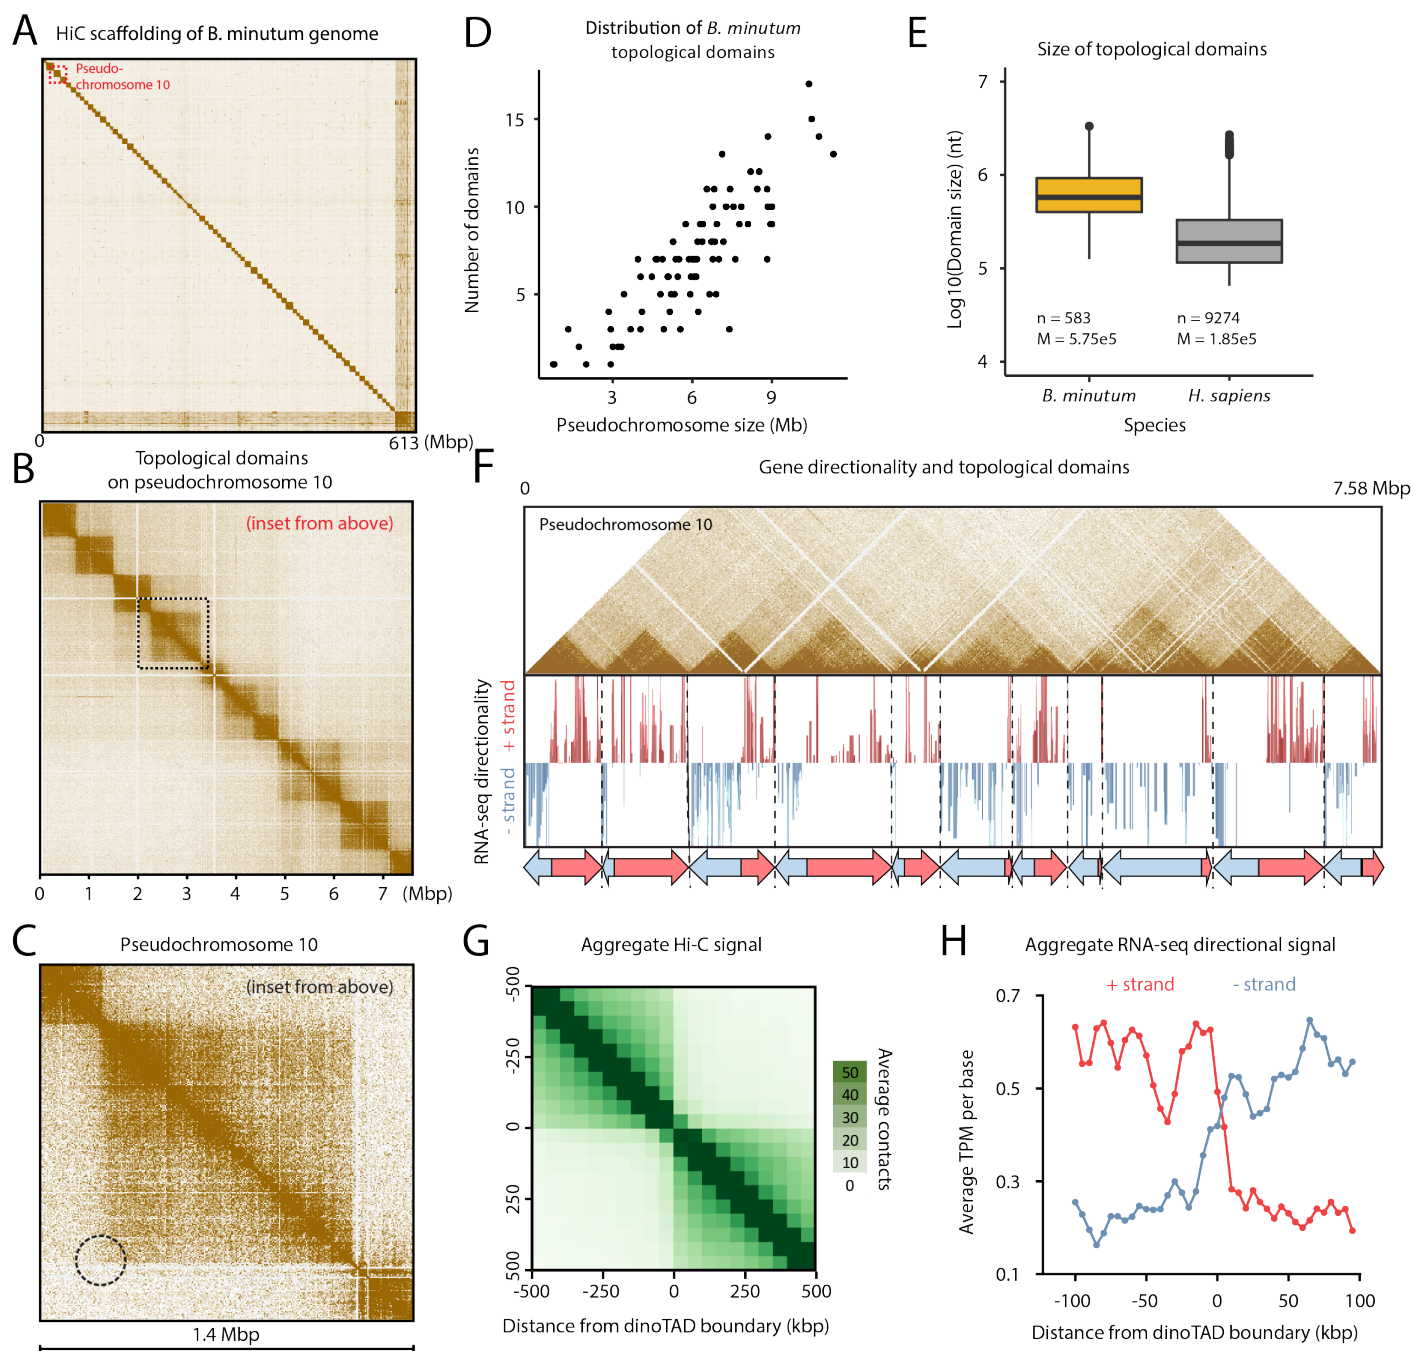 A
HiC scaffolding of B. minutum genome
Pseudo-
chromosome 10
0
613 (Mbp)
B
Topological domains
on pseudochromosome 10
(inset from above)
0 1 2 3 4 5 6 7 (Mbp)
C
Pseudochromosome 10
(inset from above)
1.4 Mbp
D
Distribution of B. minutum
topological domains
Number of domains
15
10
5
3 6 9
Pseudochromosome size (Mb)
E
Size of topological domains
Log10(Domain size) (nt)
7
6
5
4
n = 583
M = 5.75e5
n = 9274
M = 1.85e5
B. minutum
H. sapiens
Species
F
Gene directionality and topological domains
0
7.58 Mbp
Pseudochromosome 10
RNA-seq directionality
+ strand
- strand
G
Aggregate Hi-C signal
-500
-250
0
250
500
-500 -250 0 250 500
Distance from dinoTAD boundary (kbp)
50
40
30
20
10
0
Average contacts
H
Aggregate RNA-seq directional signal
+ strand
- strand
Average TPM per base
0.7
0.5
0.3
0.1
-100 -50 0 50 100
Distance from dinoTAD boundary (kbp)